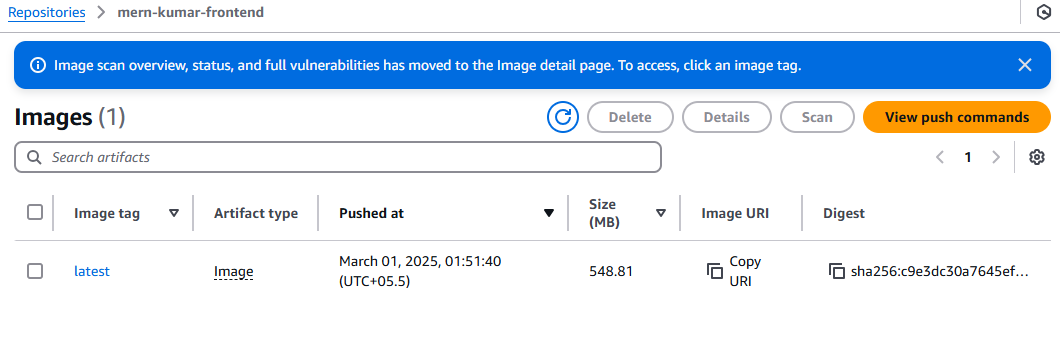 Repositories > mern-kumar-frontend
Image scan overview, status, and full vulnerabilities has moved to the Image detail page. To access, click an image tag.
Images (1)
Delete
Details
Scan
View push commands
Search artifacts
1
Image tag
Artifact type
Pushed at
Size
(MB)
Image URI
Digest
latest
Image
March 01, 2025, 01:51:40
(UTC+05.5)
548.81
Copy
URI
sha256:c9e3dc30a7645ef...